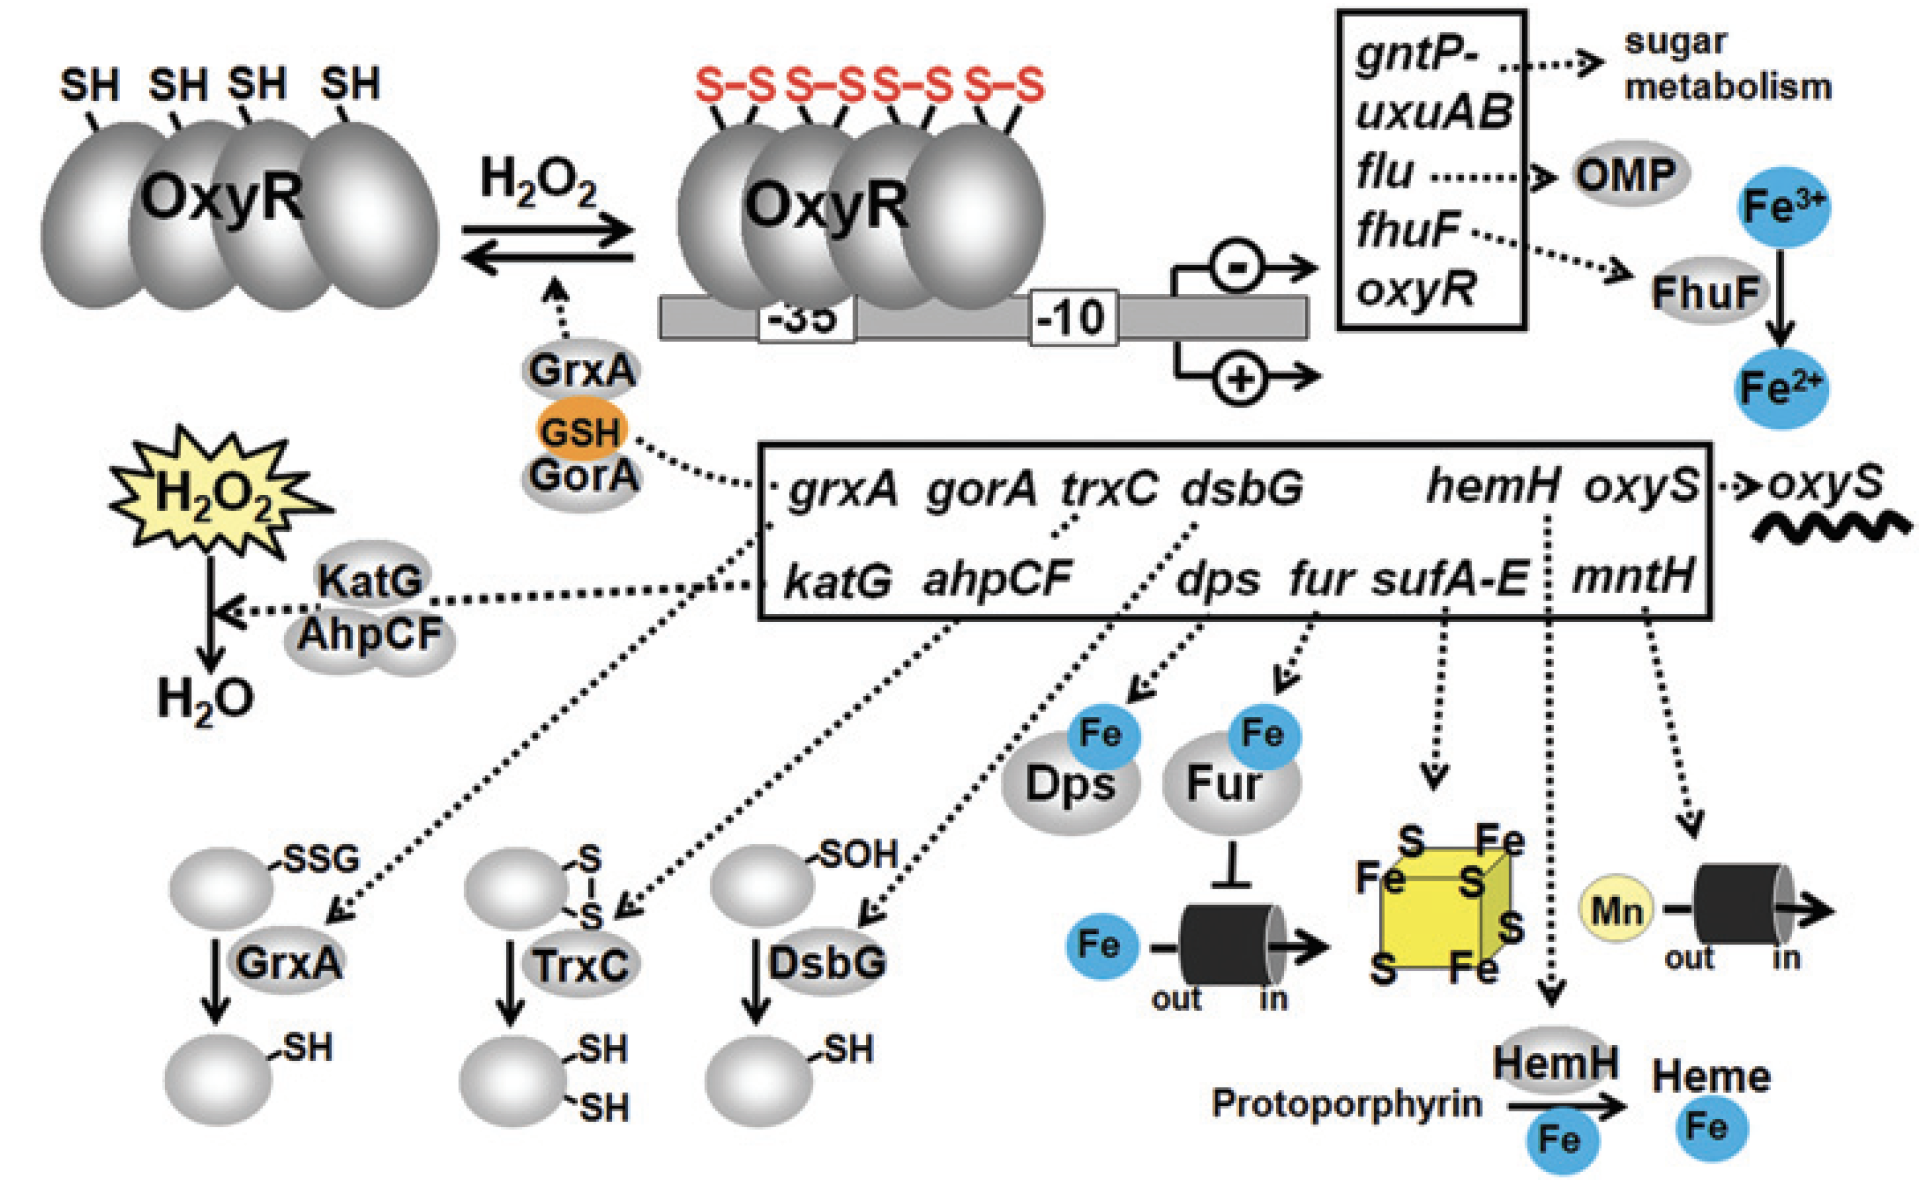 SH SH SH SH
OxyR
H2O2
S-S S-S S-S S-S
OxyR
-35
-10
-
+
gntP-
uxuAB
flu
fhuF
oxyR
sugar
metabolism
OMP
Fe3+
FhuF
Fe2+
GrxA
GSH
GorA
H2O2
KatG
AhpCF
H2O
grxA gorA trxC dsbG hemH oxyS
katG ahpCF dps fur sufA-E mntH
oxyS
Fe
Dps
Fe
Fur
Fe
out in
S Fe
Fe S
S
S Fe
Mn
out in
SSG
GrxA
SH
S
S
TrxC
SH
SH
SOH
DsbG
SH
HemH
Protoporphyrin
Fe
Heme
Fe